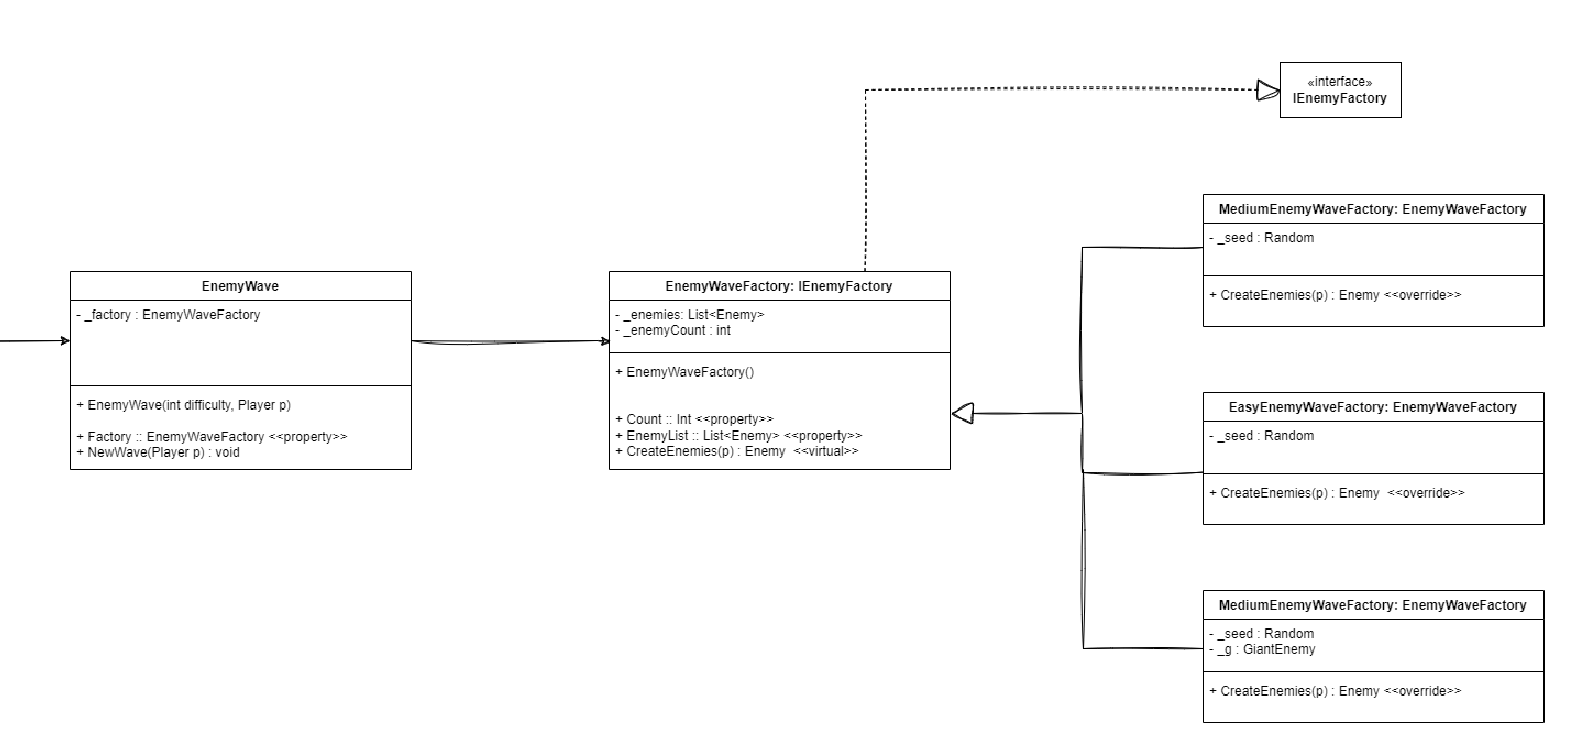 «interface»
IEnemyFactory
MediumEnemyWaveFactory: EnemyWaveFactory
- _seed : Random
+ CreateEnemies(p) : Enemy <<override>>
EnemyWave
- _factory : EnemyWaveFactory
+ EnemyWave(int difficulty, Player p)
+ Factory :: EnemyWaveFactory <<property>>
+ NewWave(Player p) : void
EnemyWaveFactory: IEnemyFactory
- _enemies: List<Enemy>
- _enemyCount : int
+ EnemyWaveFactory()
+ Count :: Int <<property>>
+ EnemyList :: List<Enemy> <<property>>
+ CreateEnemies(p) : Enemy <<virtual>>
EasyEnemyWaveFactory: EnemyWaveFactory
- _seed : Random
+ CreateEnemies(p) : Enemy <<override>>
MediumEnemyWaveFactory: EnemyWaveFactory
- _seed : Random
- _g : GiantEnemy
+ CreateEnemies(p) : Enemy <<override>>